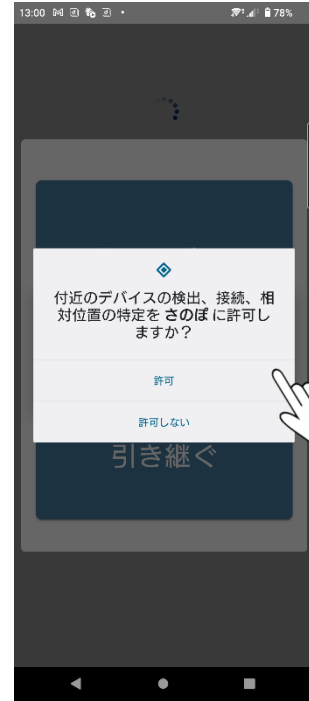 13:00
78%
付近のデバイスの検出、接続、相
対位置の特定を さのぽ に許可し
ますか？
許可
許可しない
引き継ぐ